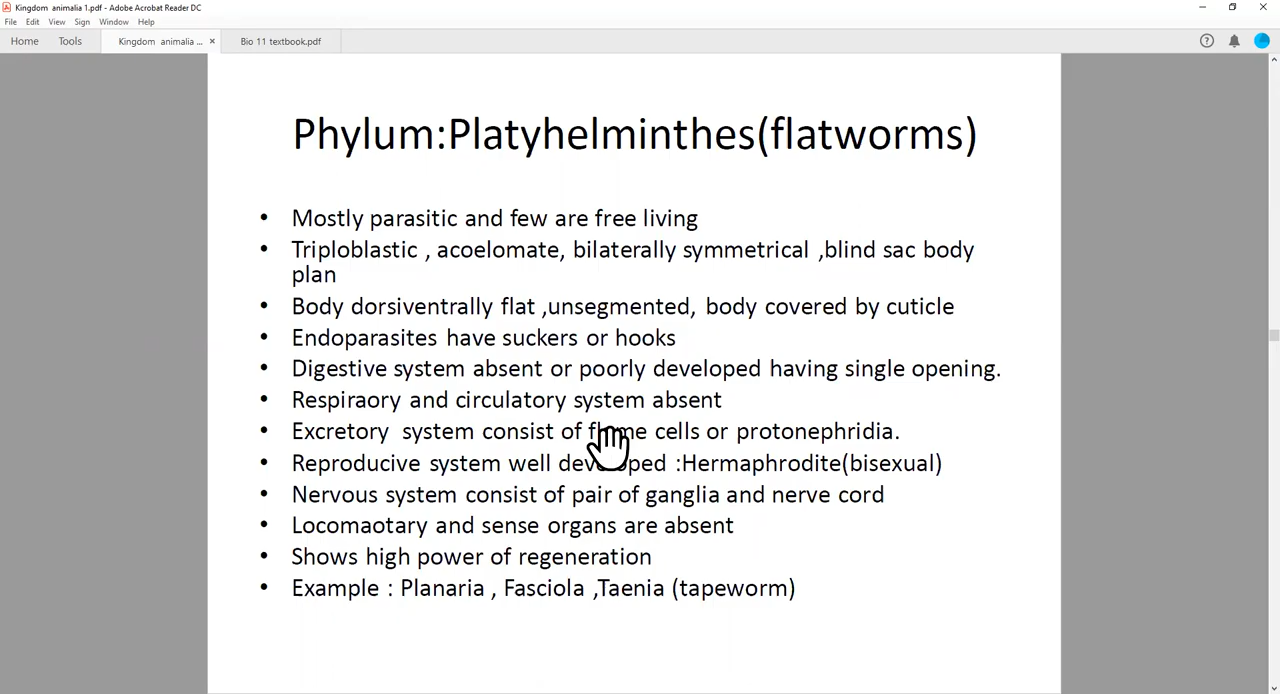 Kingdom animalia 1.pdf - Adobe Acrobat Reader DC
File Edit View Sign Window Help
Home Tools Kingdom animalia ... × Bio 11 textbook.pdf
Phylum:Platyhelminthes(flatworms)
• Mostly parasitic and few are free living
• Triploblastic , acoelomate, bilaterally symmetrical ,blind sac body
plan
• Body dorsiventrally flat ,unsegmented, body covered by cuticle
• Endoparasites have suckers or hooks
• Digestive system absent or poorly developed having single opening.
• Respiraory and circulatory system absent
• Excretory system consist of flame cells or protonephridia.
• Reproducive system well developed :Hermaphrodite(bisexual)
• Nervous system consist of pair of ganglia and nerve cord
• Locomaotary and sense organs are absent
• Shows high power of regeneration
• Example : Planaria , Fasciola ,Taenia (tapeworm)